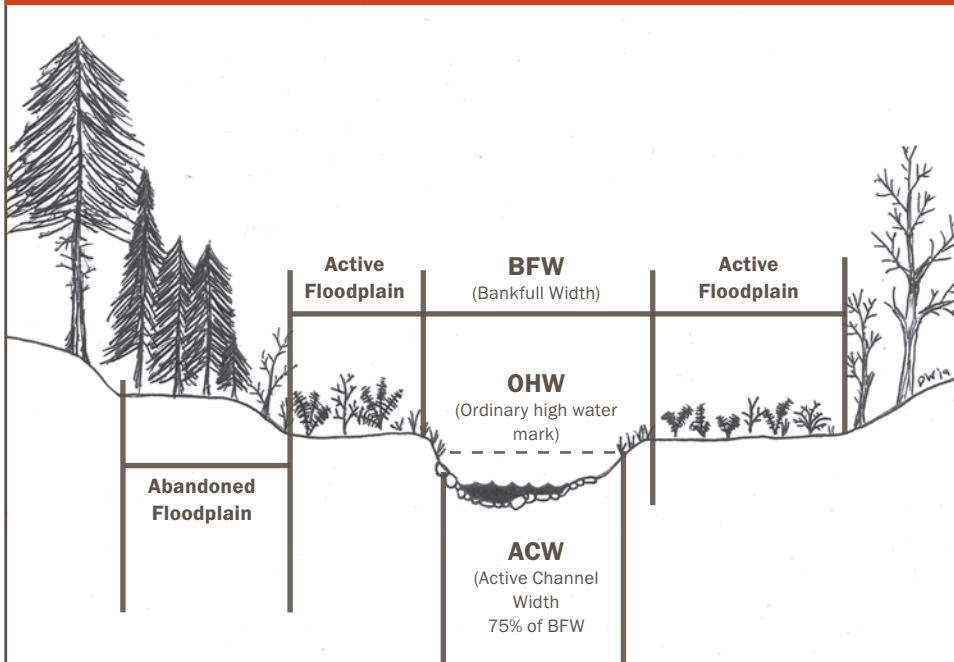 Active
Floodplain
BFW
(Bankfull Width)
Active
Floodplain
OHW
(Ordinary high water
mark)
Abandoned
Floodplain
ACW
(Active Channel
Width
75% of BFW